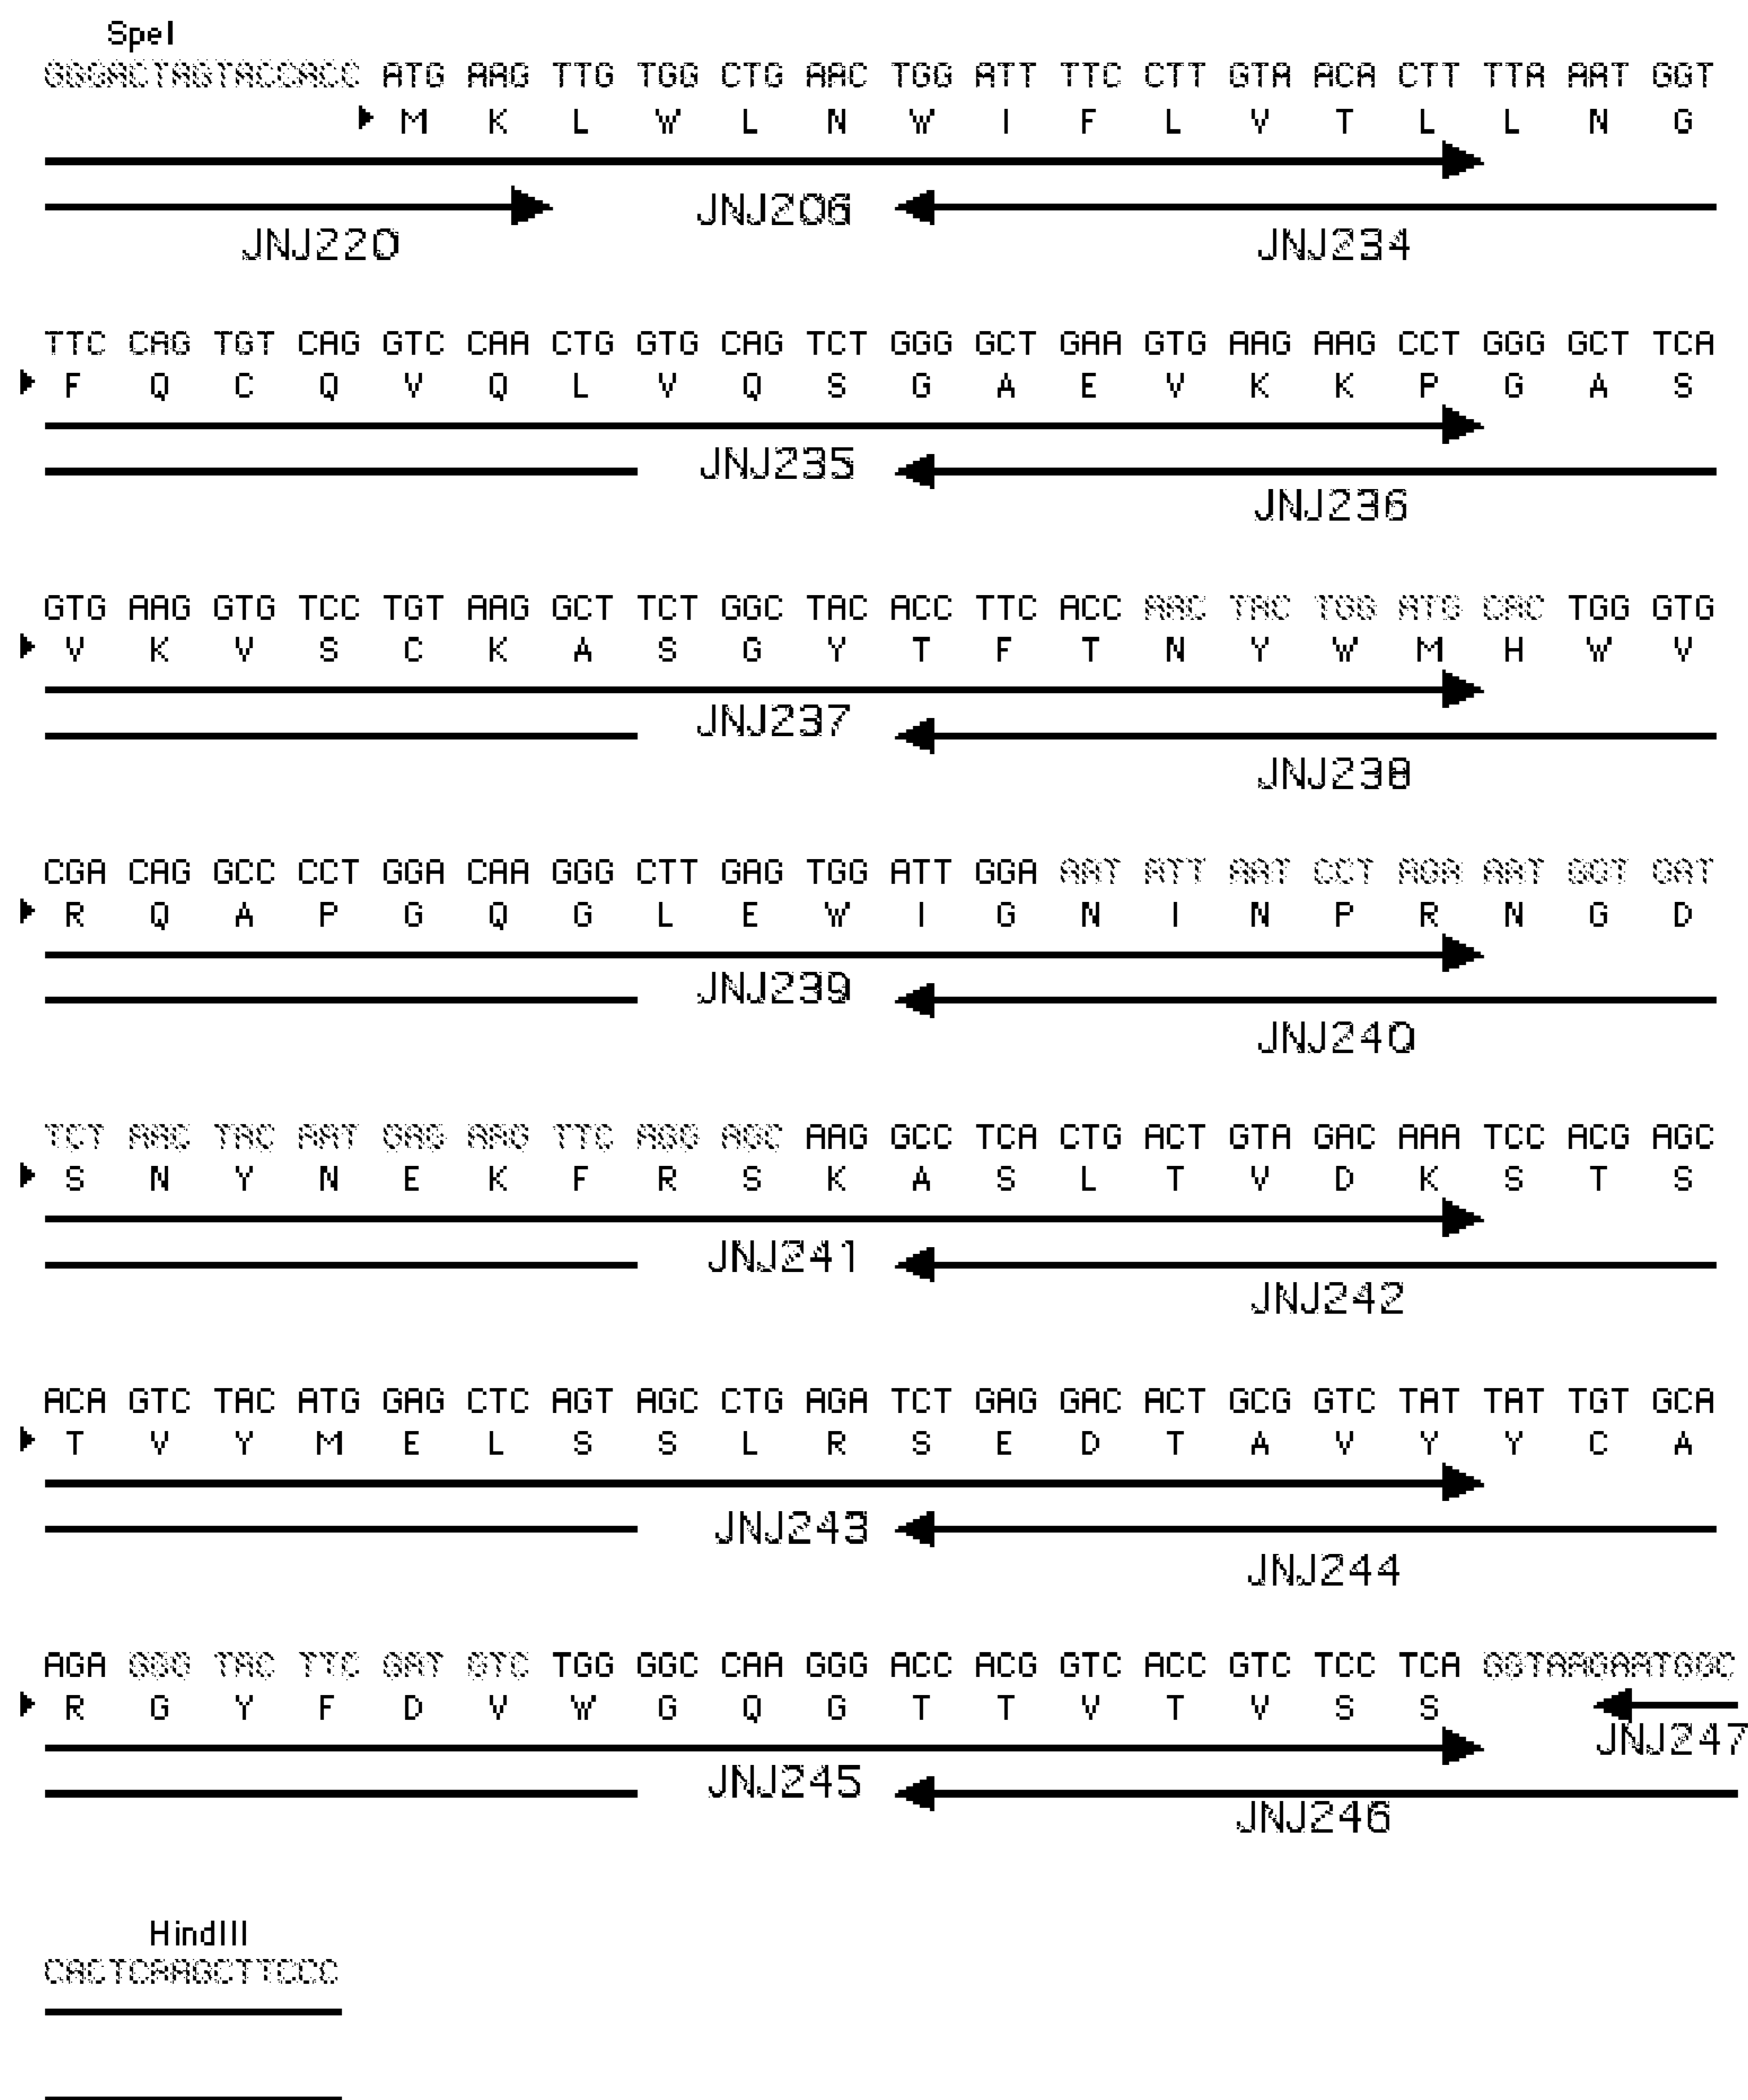 SpeI
GGGACTAGTACCACC ATG AAG TTG TGG CTG AAC TGG ATT TTC CTT GTA ACA CTT TTA AAT GGT
M K L W L N W I F L V T L L N G
JNJ206
JNJ220 JNJ234
TTC CAG TGT CAG GTC CAA CTG GTG CAG TCT GGG GCT GAA GTG AAG AAG CCT GGG GCT TCA
F Q C Q V Q L V Q S G A E V K K P G A S
JNJ235
JNJ236
GTG AAG GTG TCC TGT AAG GCT TCT GGC TAC ACC TTC ACC AAC TAC TGG ATG CAC TGG GTG
V K V S C K A S G Y T F T N Y W M H W V
JNJ237
JNJ238
CGA CAG GCC CCT GGA CAA GGG CTT GAG TGG ATT GGA AAT ATT AAT CCT AGA AAT GGT GAT
R Q A P G Q G L E W I G N I N P R N G D
JNJ239
JNJ240
TCT AAC TAC AAT GAG AAG TTC AGG AGC AAG GCC TCA CTG ACT GTA GAC AAA TCC ACG AGC
S N Y N E K F R S K A S L T V D K S T S
JNJ241
JNJ242
ACA GTC TAC ATG GAG CTC AGT AGC CTG AGA TCT GAG GAC ACT GCG GTC TAT TAT TGT GCA
T V Y M E L S S L R S E D T A V Y Y C A
JNJ243
JNJ244
AGA GGG TAC TTC GAT GTC TGG GGC CAA GGG ACC ACG GTC ACC GTC TCC TCA GGTAAGAATGGC
R G Y F D V W G Q G T T V T V S S
JNJ247
JNJ245
JNJ246
HindIII
CACTCAAGCTTCCC